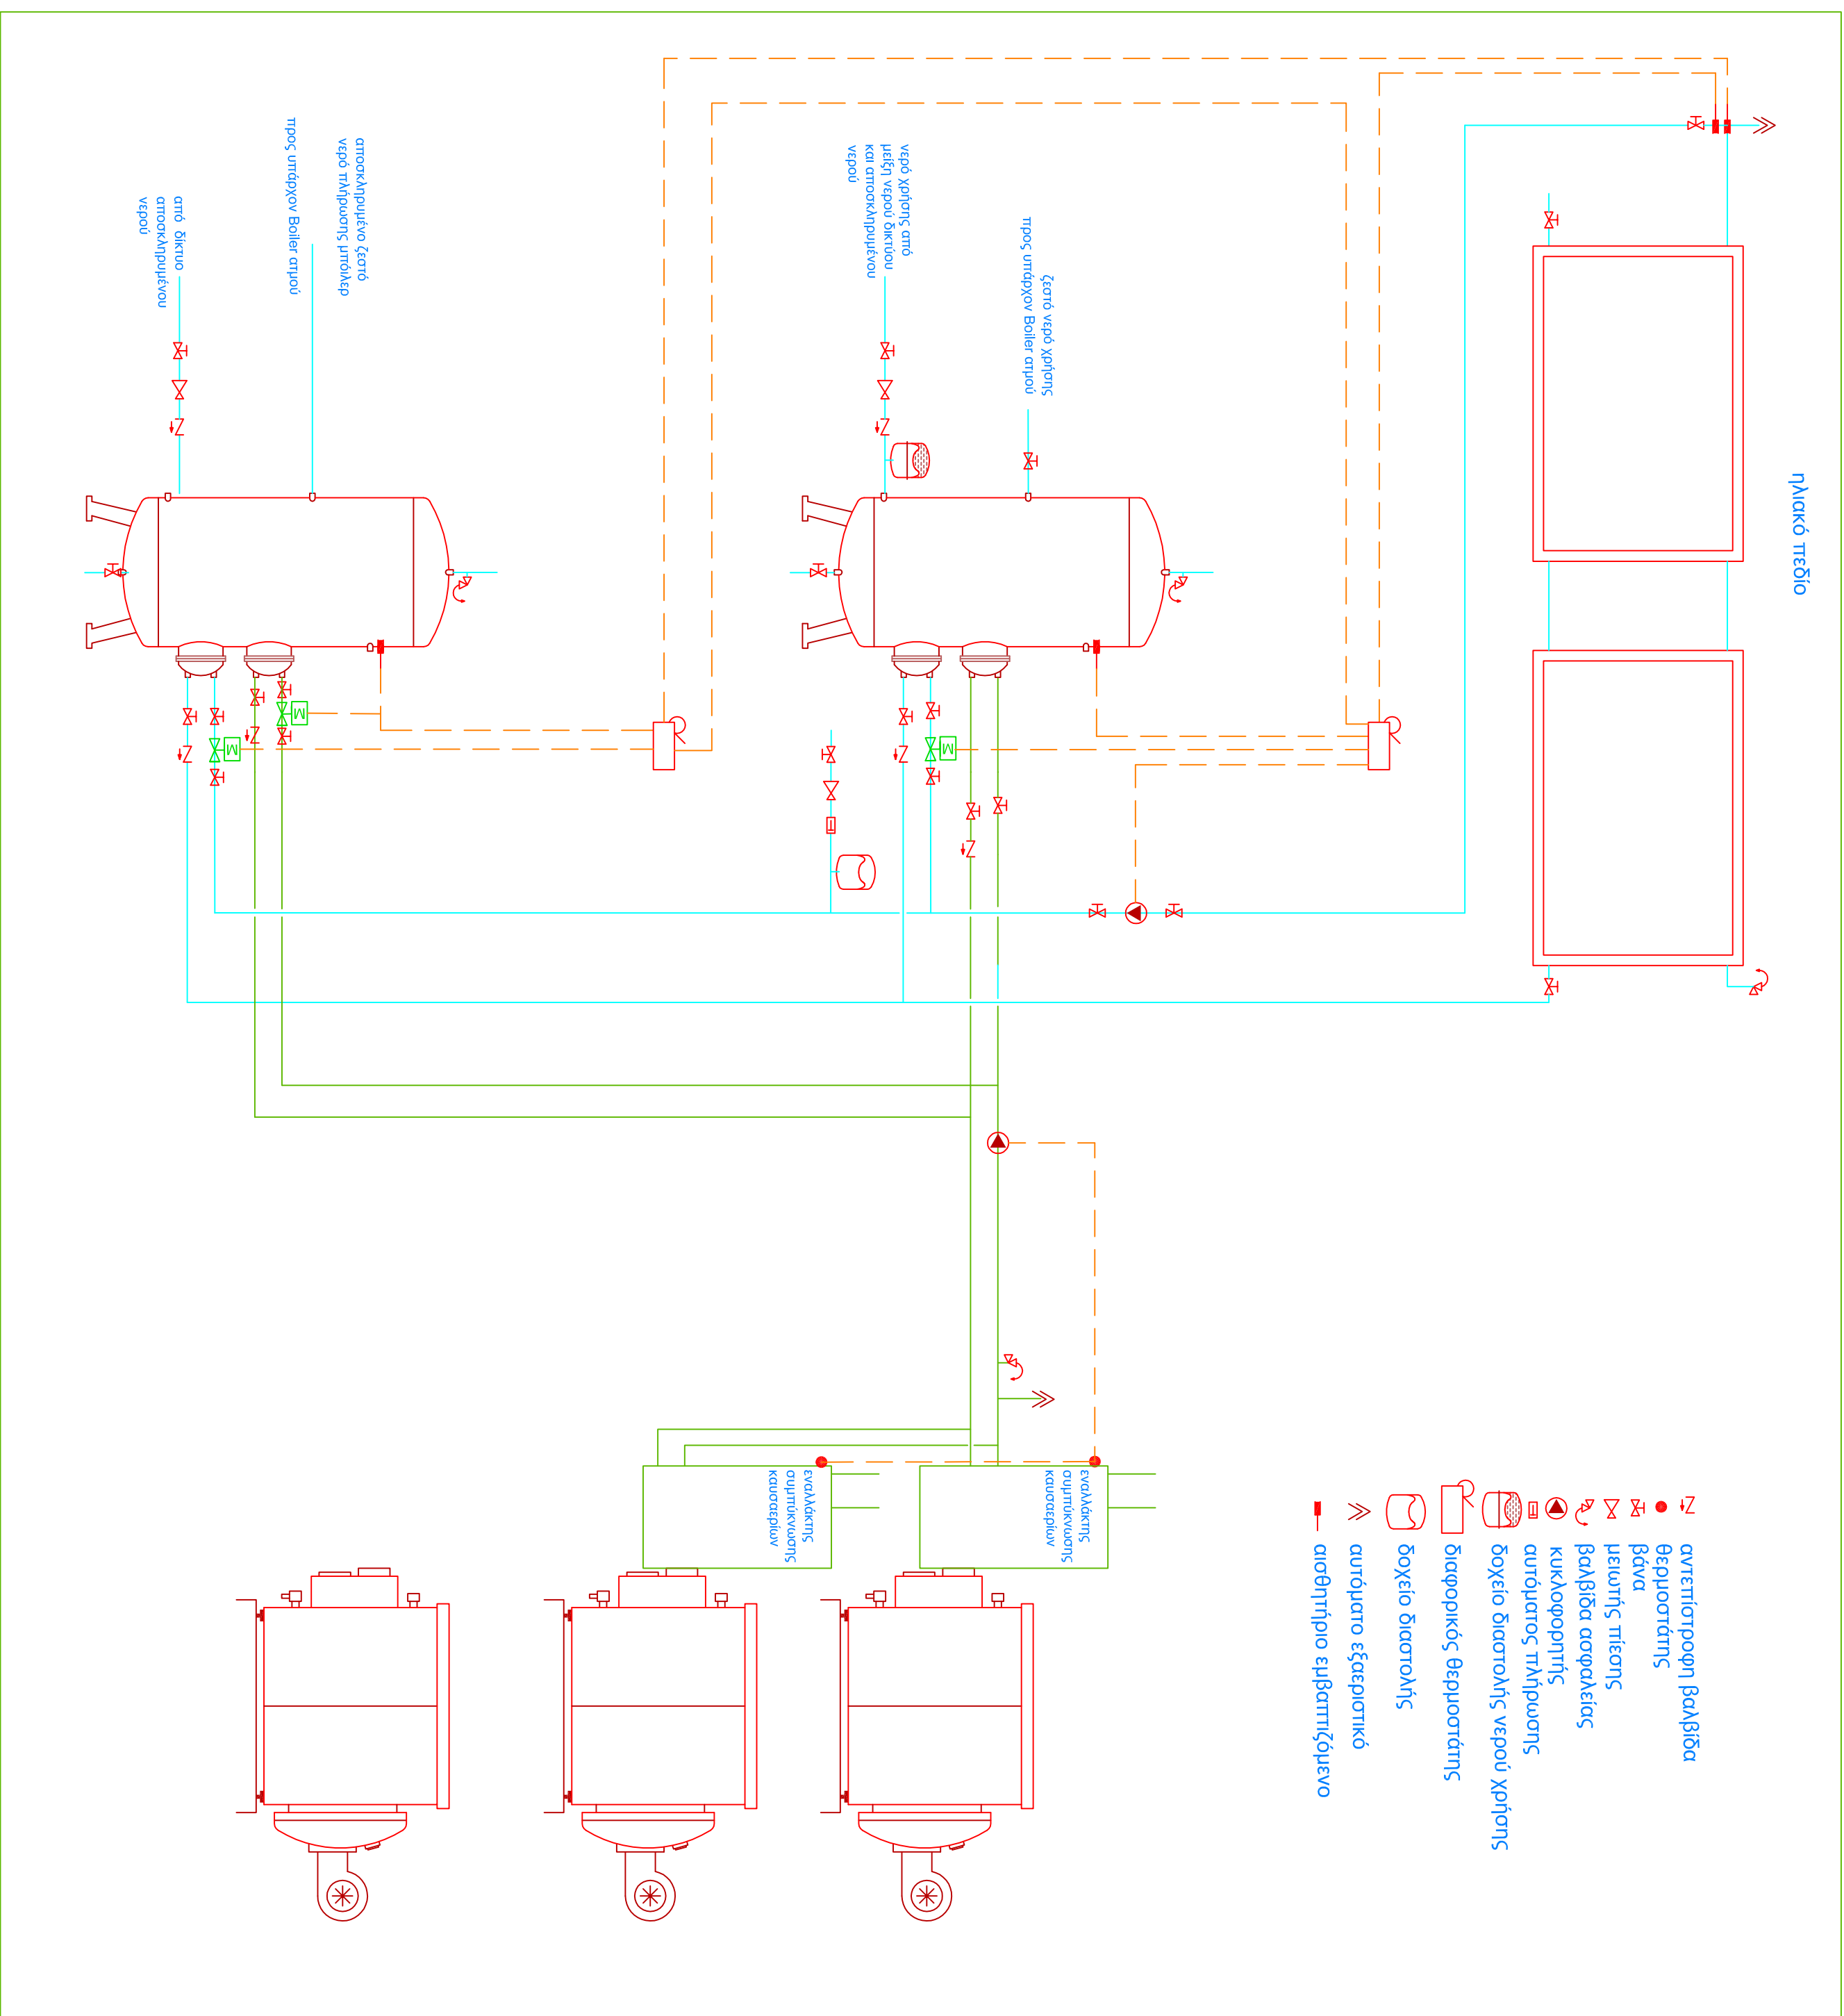 ηλιακό πεδίο
αντεπίστροφη βαλβίδα
θερμοστάτης
βάνα
μειωτής πίεσης
βαλβίδα ασφαλείας
κυκλοφορητής
αυτόματος πλήρωσης
δοχείο διαστολής νερού χρήσης
διαφορικός θερμοστάτης
δοχείο διαστολής
αυτόματο εξαεριστικό
αισθητήριο εμβαπτιζόμενο
ζεστό νερό χρήσης
προς υπάρχον Boiler ατμού
νερό χρήσης από
μείξη νερού δικτύου
και αποσκληρυμένου
νερού
M
εναλλάκτης
συμπύκνωσης
καυσαερίων
εναλλάκτης
συμπύκνωσης
καυσαερίων
αποσκληρυμένο ζεστό
νερό πλήρωσης μπόιλερ
προς υπάρχον Boiler ατμού
M
M
από δίκτυο
αποσκληρυμένου
νερού